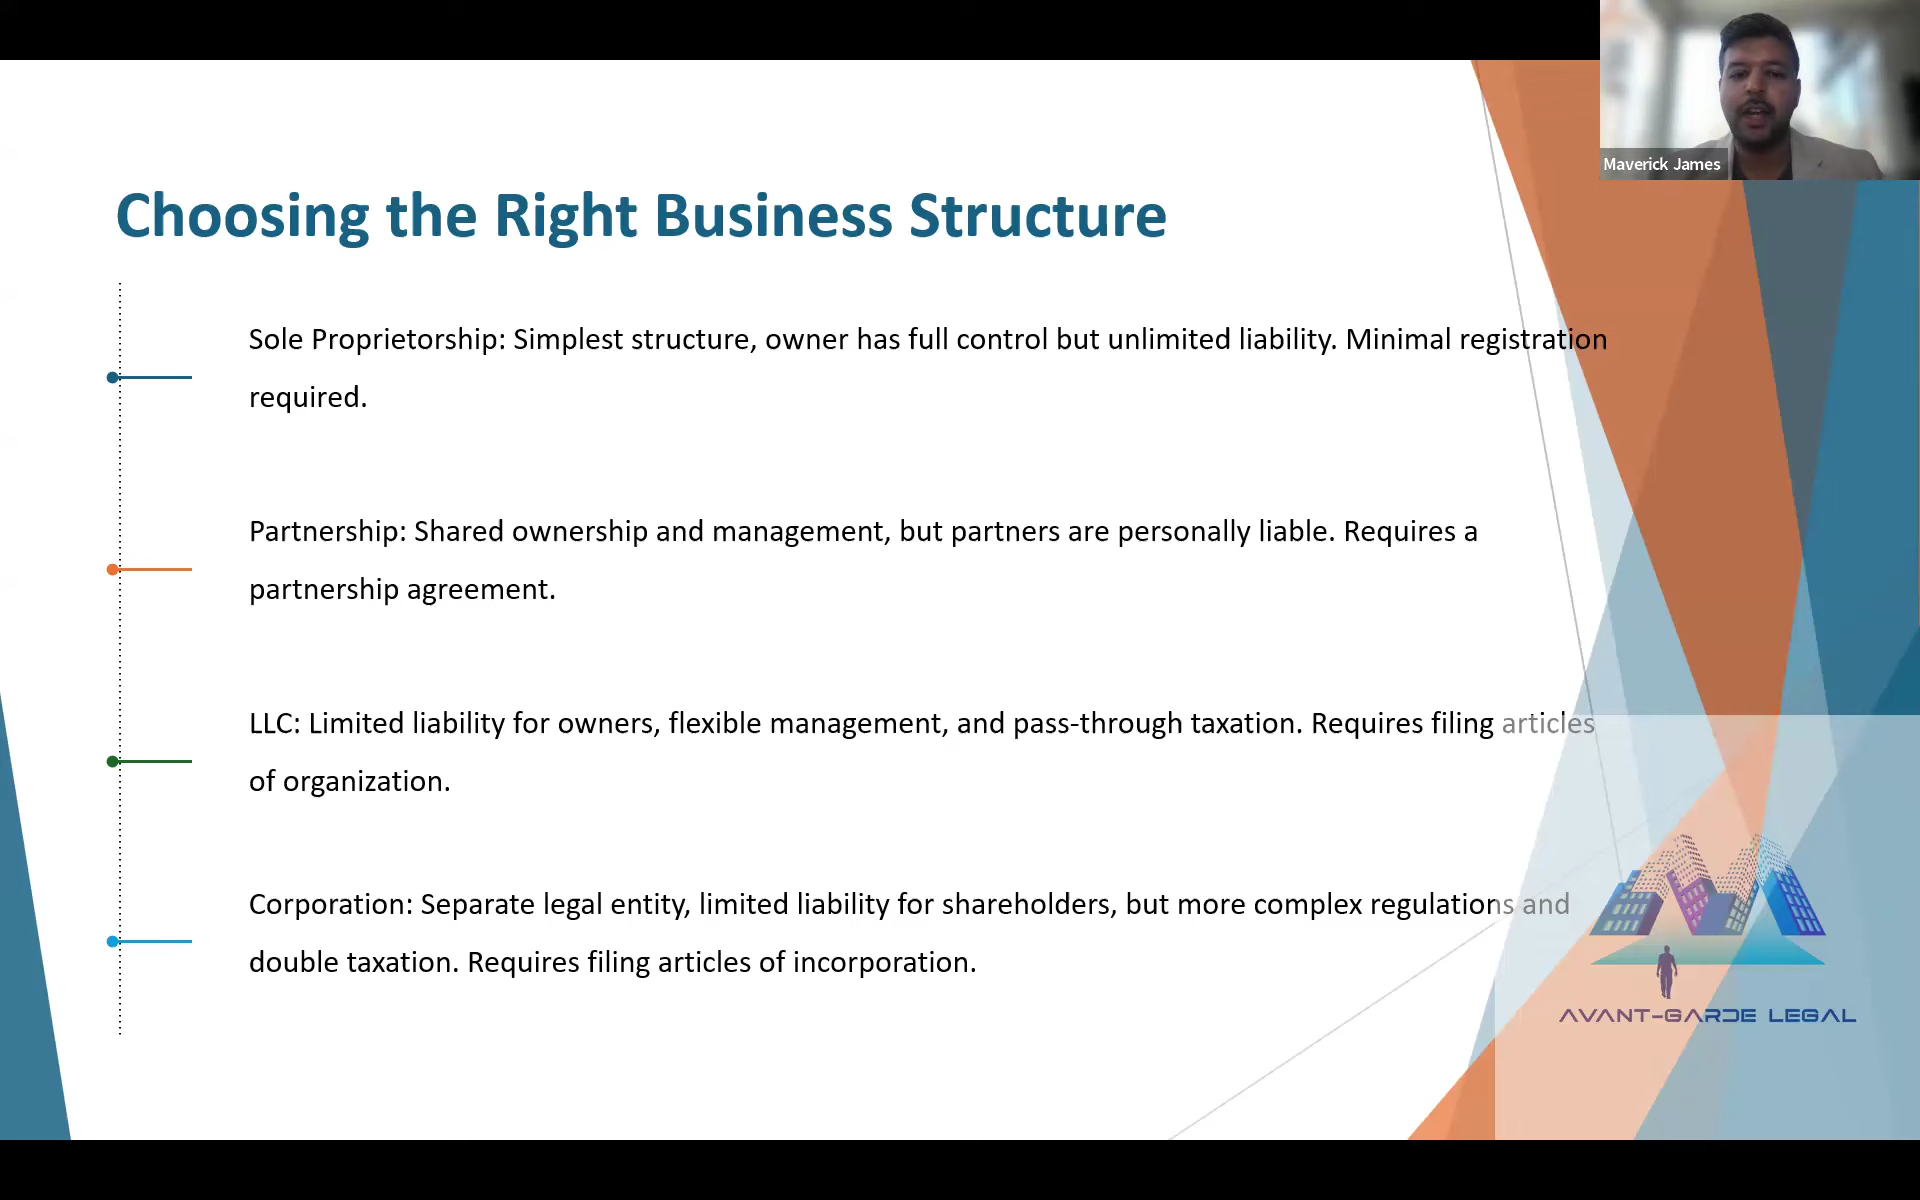 Maverick James
Choosing the Right Business Structure
Sole Proprietorship: Simplest structure, owner has full control but unlimited liability. Minimal registration
required.
Partnership: Shared ownership and management, but partners are personally liable. Requires a
partnership agreement.
LLC: Limited liability for owners, flexible management, and pass-through taxation. Requires filing articles
of organization.
Corporation: Separate legal entity, limited liability for shareholders, but more complex regulations and
double taxation. Requires filing articles of incorporation.
AVANT-GARDE LEGAL